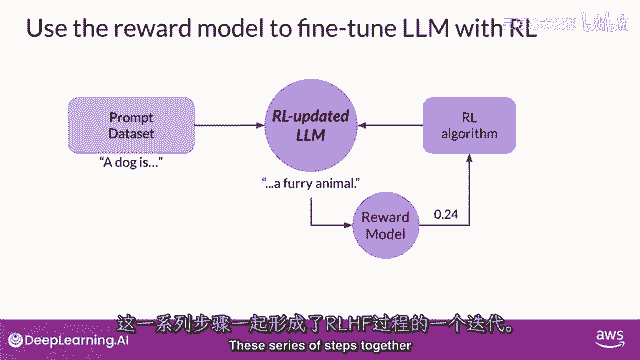 Use the reward model to fine-tune LLM with RL
Prompt
Dataset
"A dog is..."
RL-updated
LLM
"...a furry animal."
Reward
Model
0.24
RL
algorithm
这一系列步骤一起形成了RLHF过程的一个迭代。
These series of steps together
DeepLearning.AI
aws